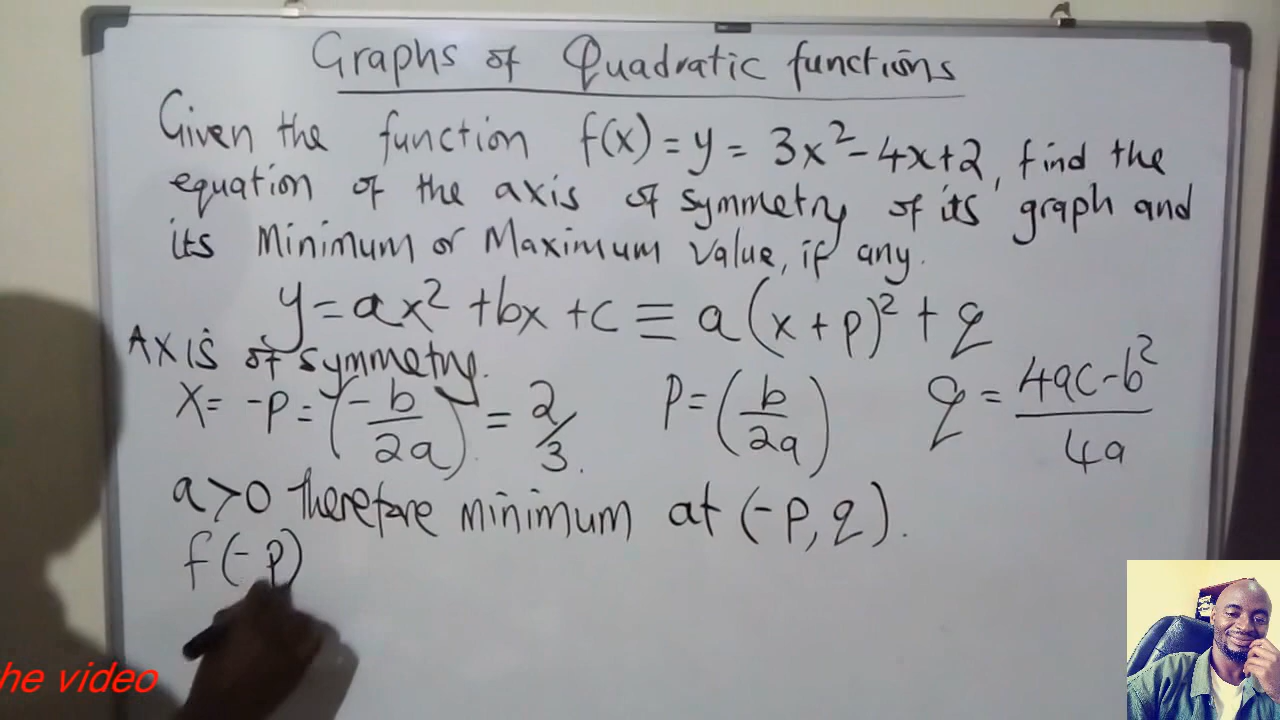 Graphs of Quadratic functions
Given the function f(x) = y = 3x² - 4x + 2, find the
equation of the axis of symmetry of its graph and
its Minimum or Maximum Value, if any.
y = ax² + bx + c ≡ a(x + p)² + q
Axis of symmetry.
x = -p = (-b/2a) = 2/3. P = (b/2a) q = 4ac - b²/4a
a > 0 Therefore minimum at (-p, q).
f(-p)
he video